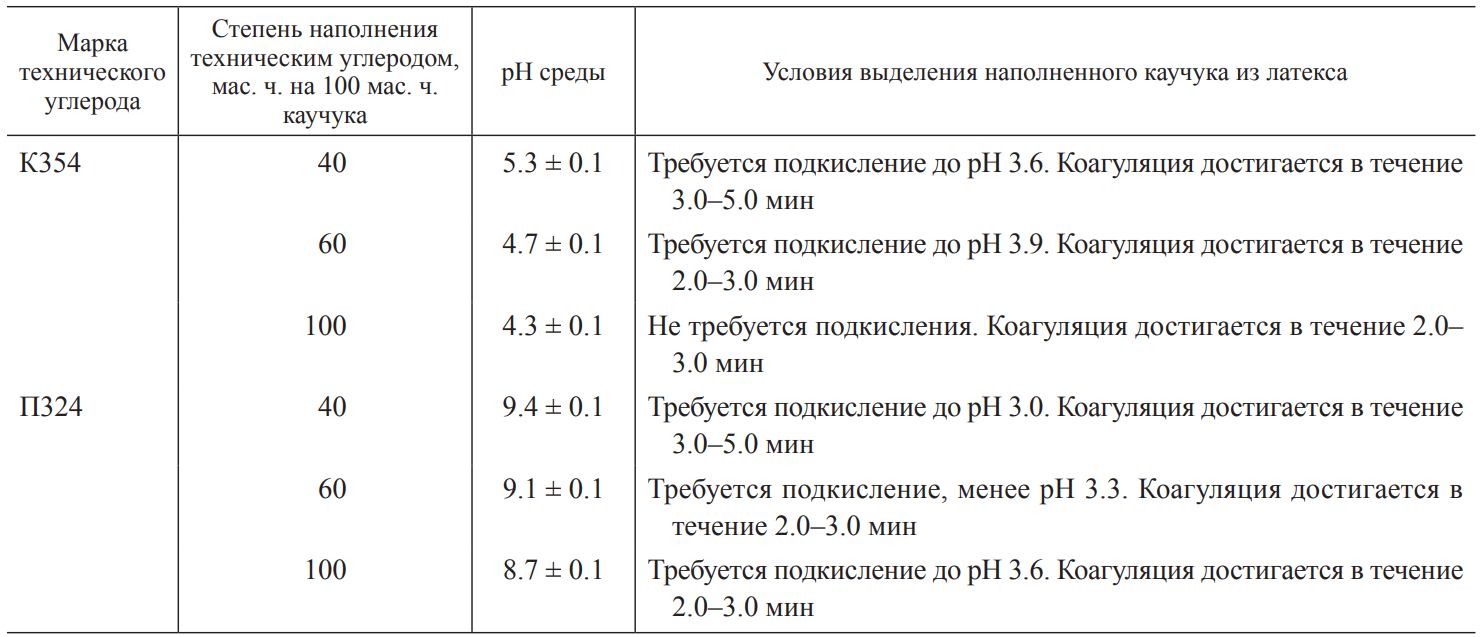 Марка
технического
углерода
Степень наполнения
техническим углеродом,
мас. ч. на 100 мас. ч.
каучука
pH среды
Условия выделения наполненного каучука из латекса
К354 40 5.3 ± 0.1 Требуется подкисление до pH 3.6. Коагуляция достигается в течение
3.0–5.0 мин
60 4.7 ± 0.1 Требуется подкисление до pH 3.9. Коагуляция достигается в течение
2.0–3.0 мин
100 4.3 ± 0.1 Не требуется подкисления. Коагуляция достигается в течение 2.0–
3.0 мин
П324 40 9.4 ± 0.1 Требуется подкисление до pH 3.0. Коагуляция достигается в течение
3.0–5.0 мин
60 9.1 ± 0.1 Требуется подкисление, менее pH 3.3. Коагуляция достигается в
течение 2.0–3.0 мин
100 8.7 ± 0.1 Требуется подкисление до pH 3.6. Коагуляция достигается в течение
2.0–3.0 мин